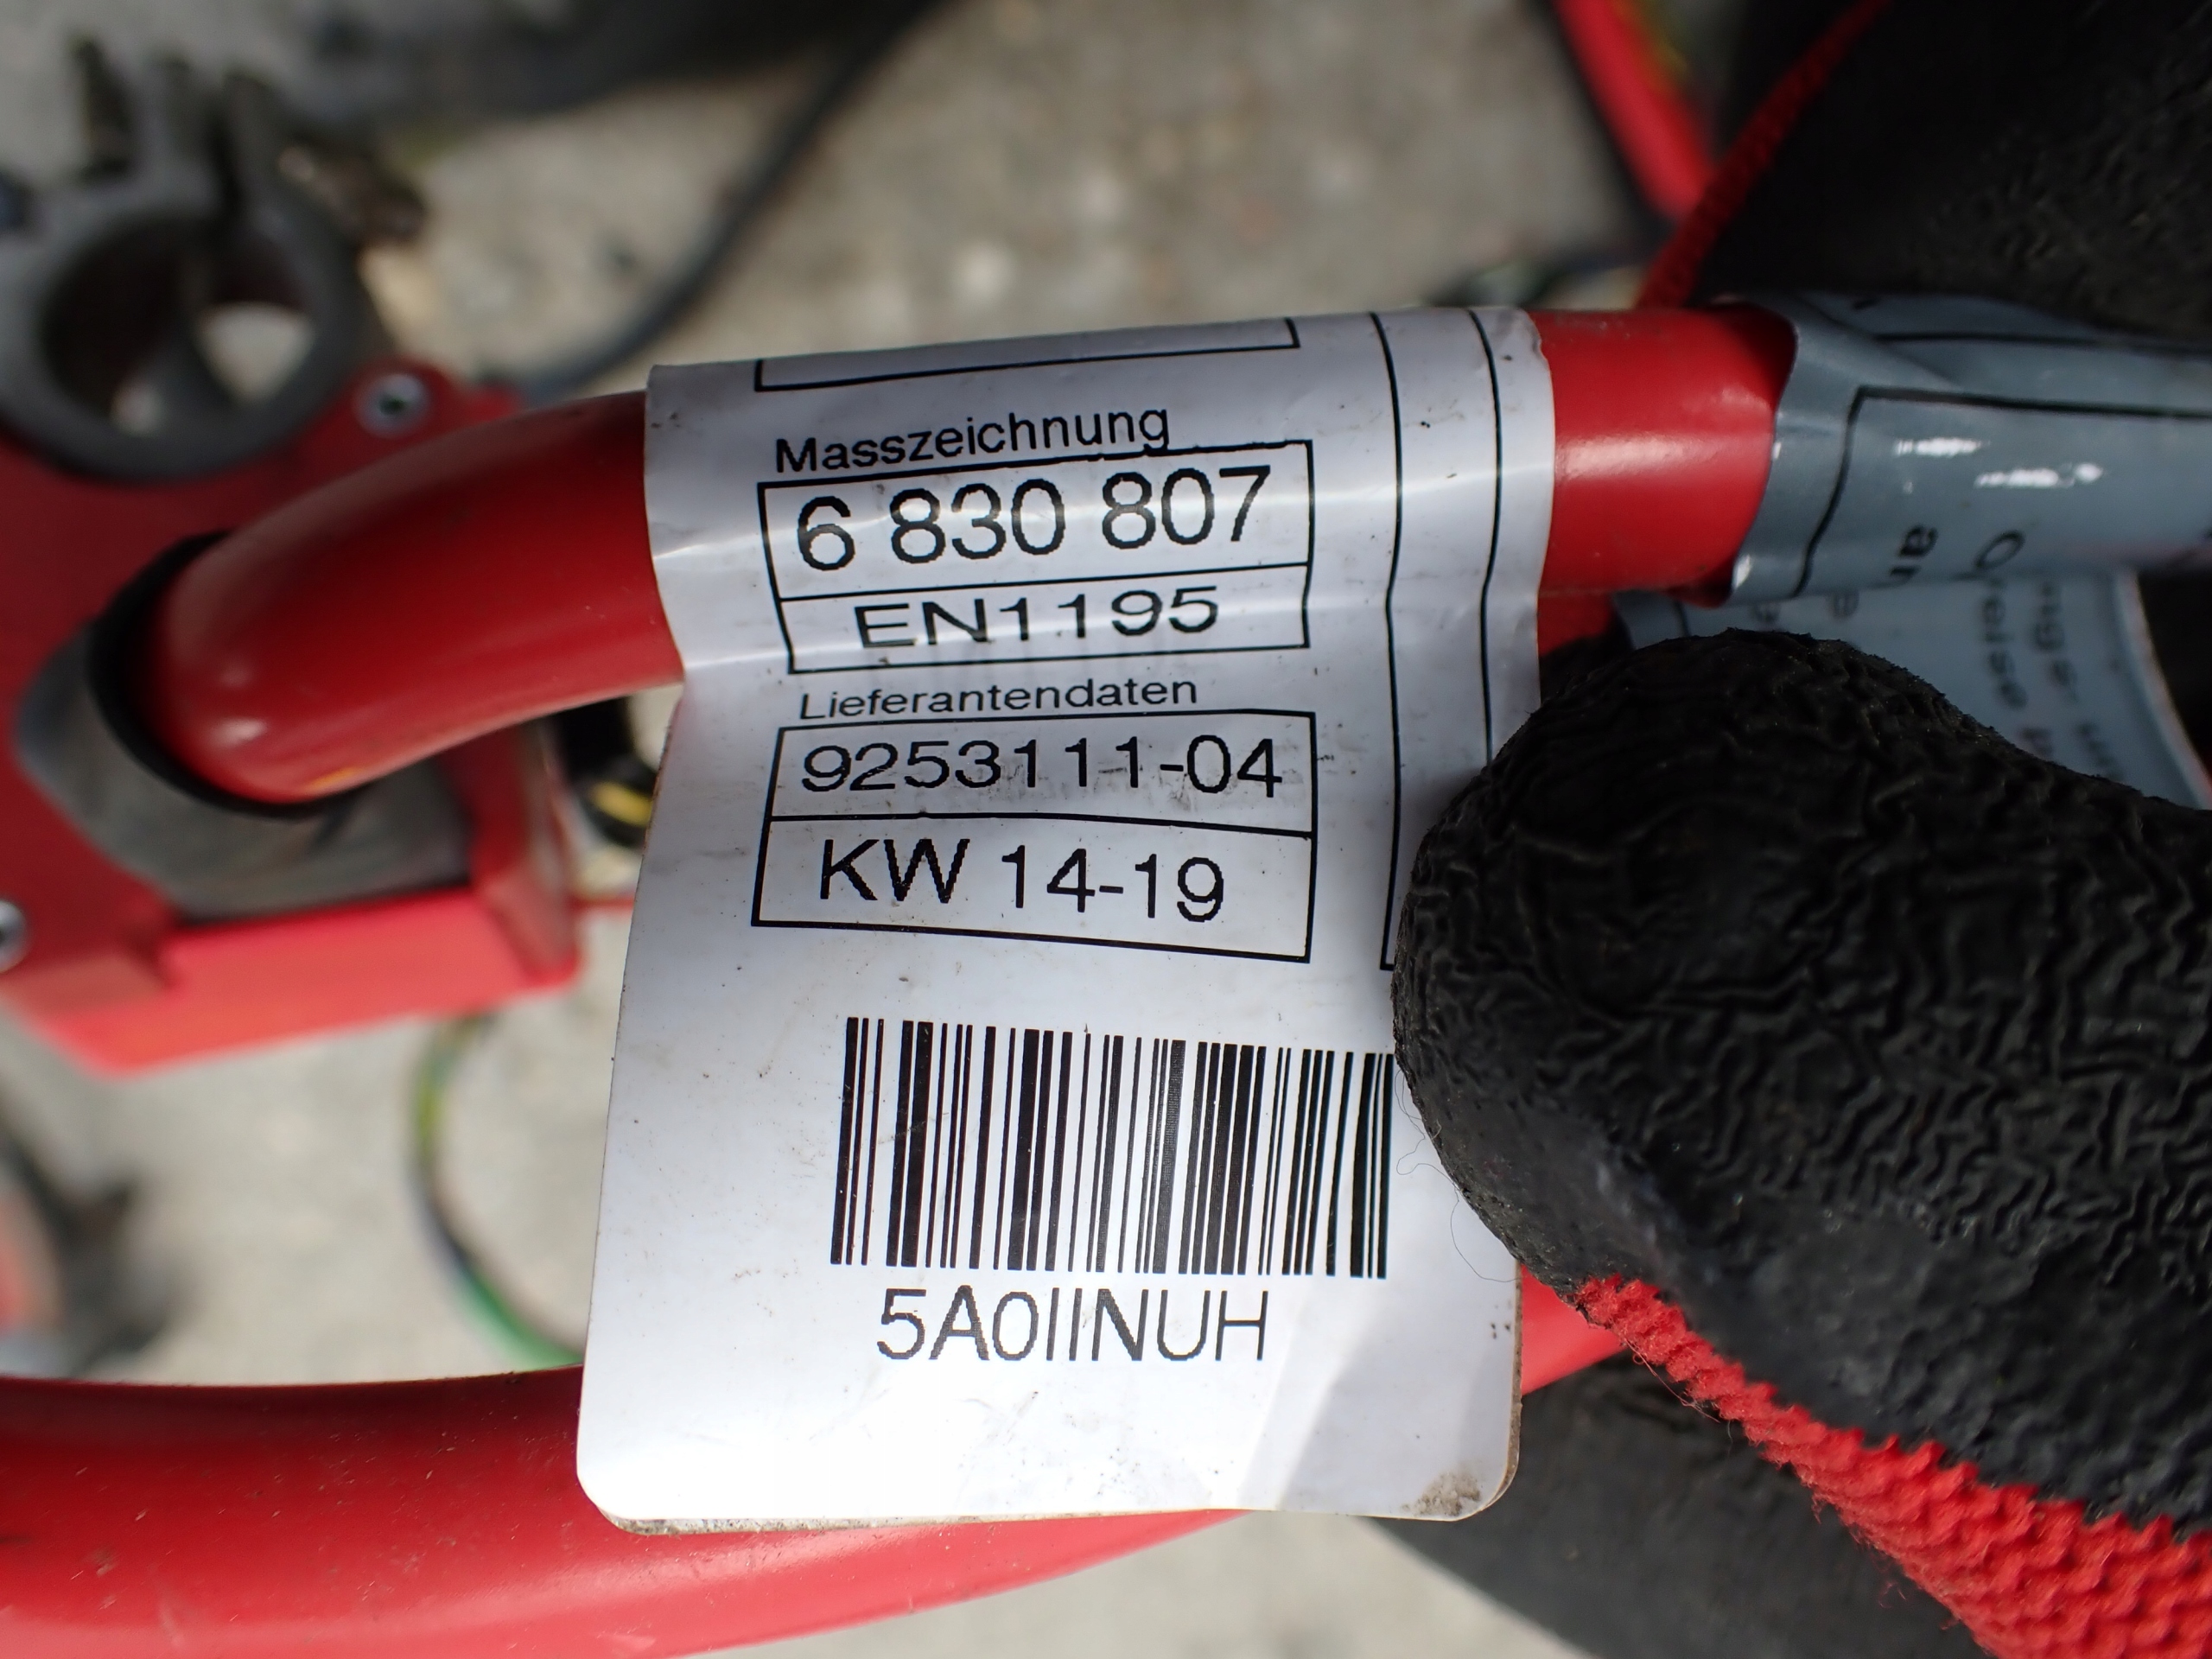 Masszeichnung
6 830 807
EN1195
Lieferantendaten
9253111-04
KW 14-19
5A0IINUH